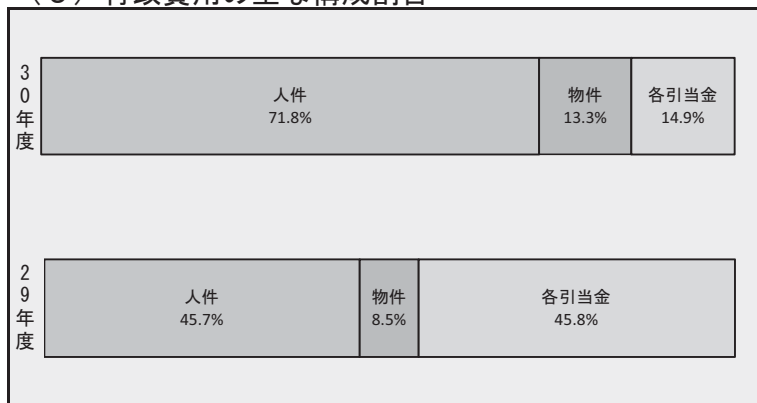 30年度
人件
71.8%
物件
13.3%
各引当金
14.9%
29年度
人件
45.7%
物件
8.5%
各引当金
45.8%